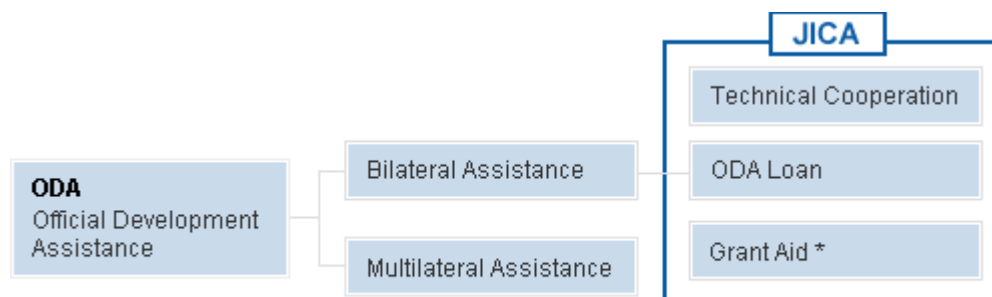 JICA
Technical Cooperation
ODA
Official Development
Assistance
Bilateral Assistance
ODA Loan
Multilateral Assistance
Grant Aid *